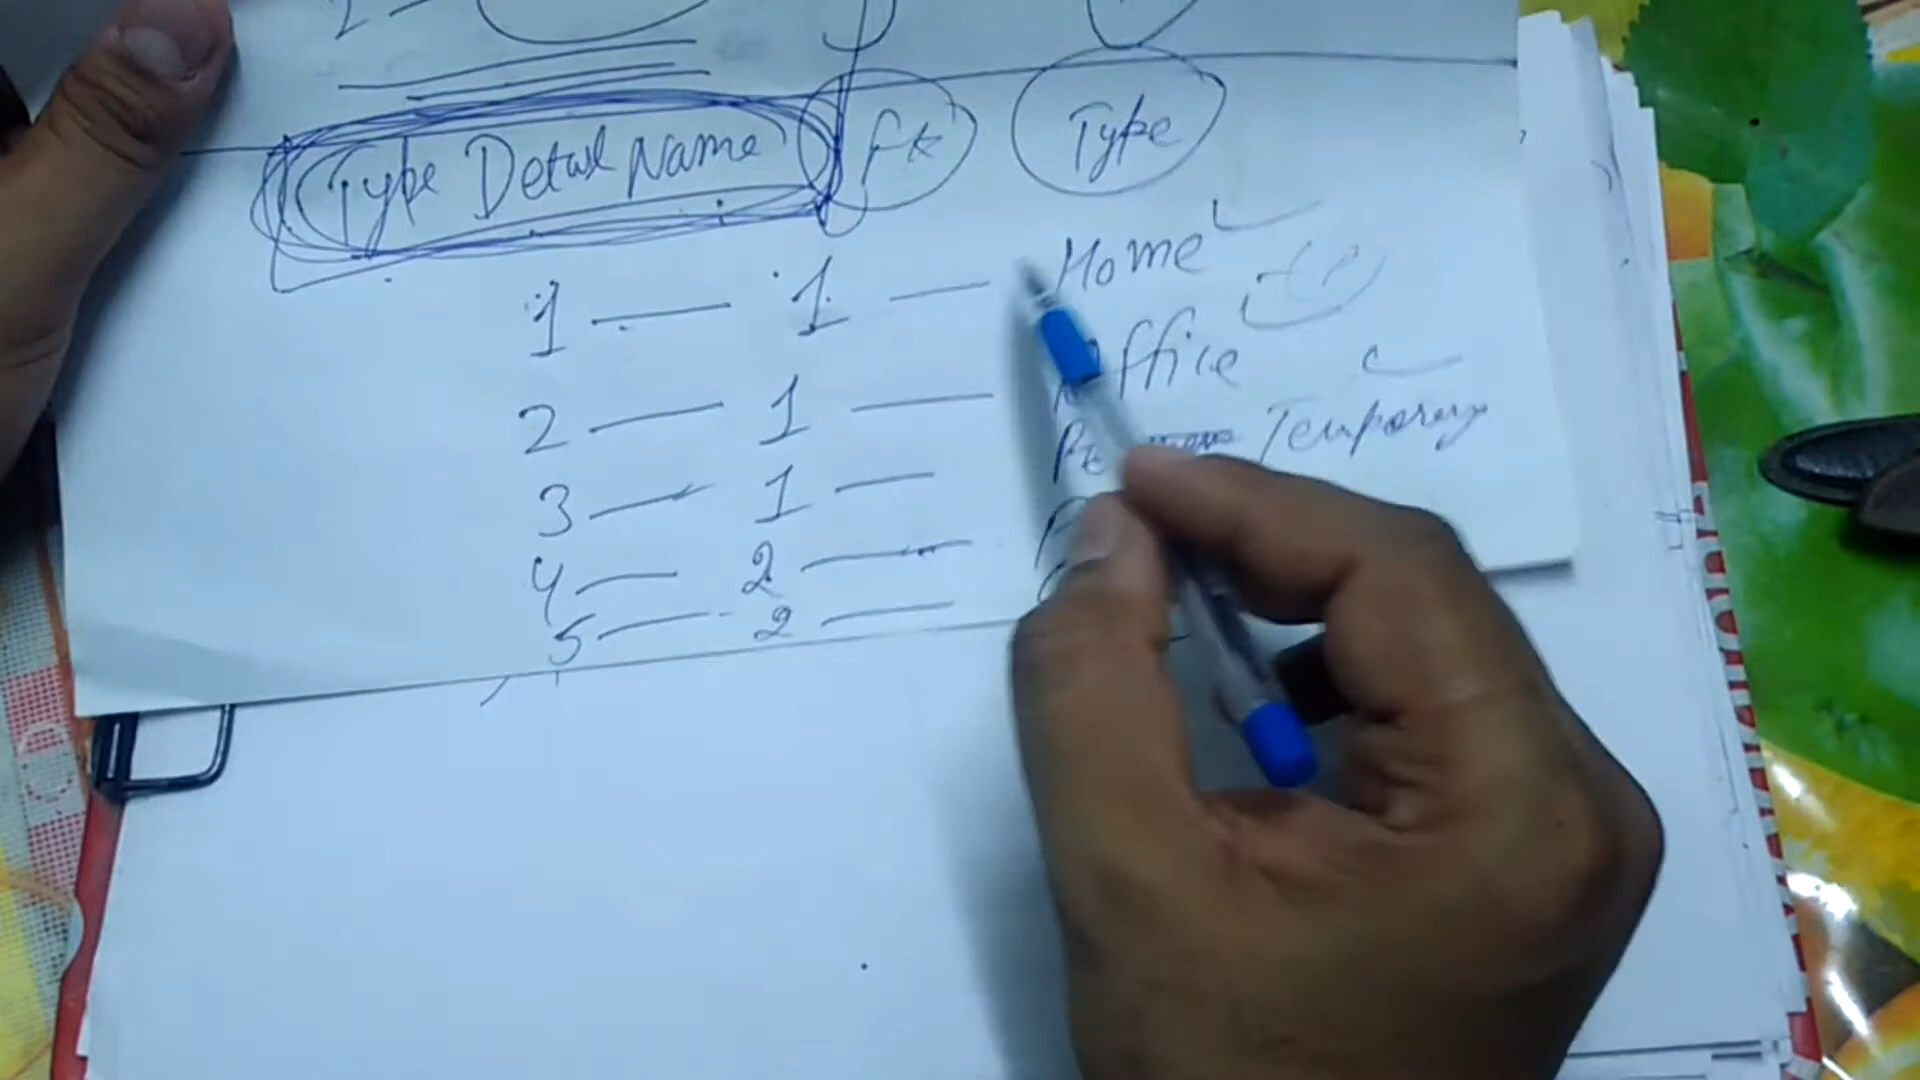 Type Detail Name fk Type
1 — 1 — Home
2 — 1 — Office
3 — 1 — Temporary
4 — 2 —
5 — 2 —